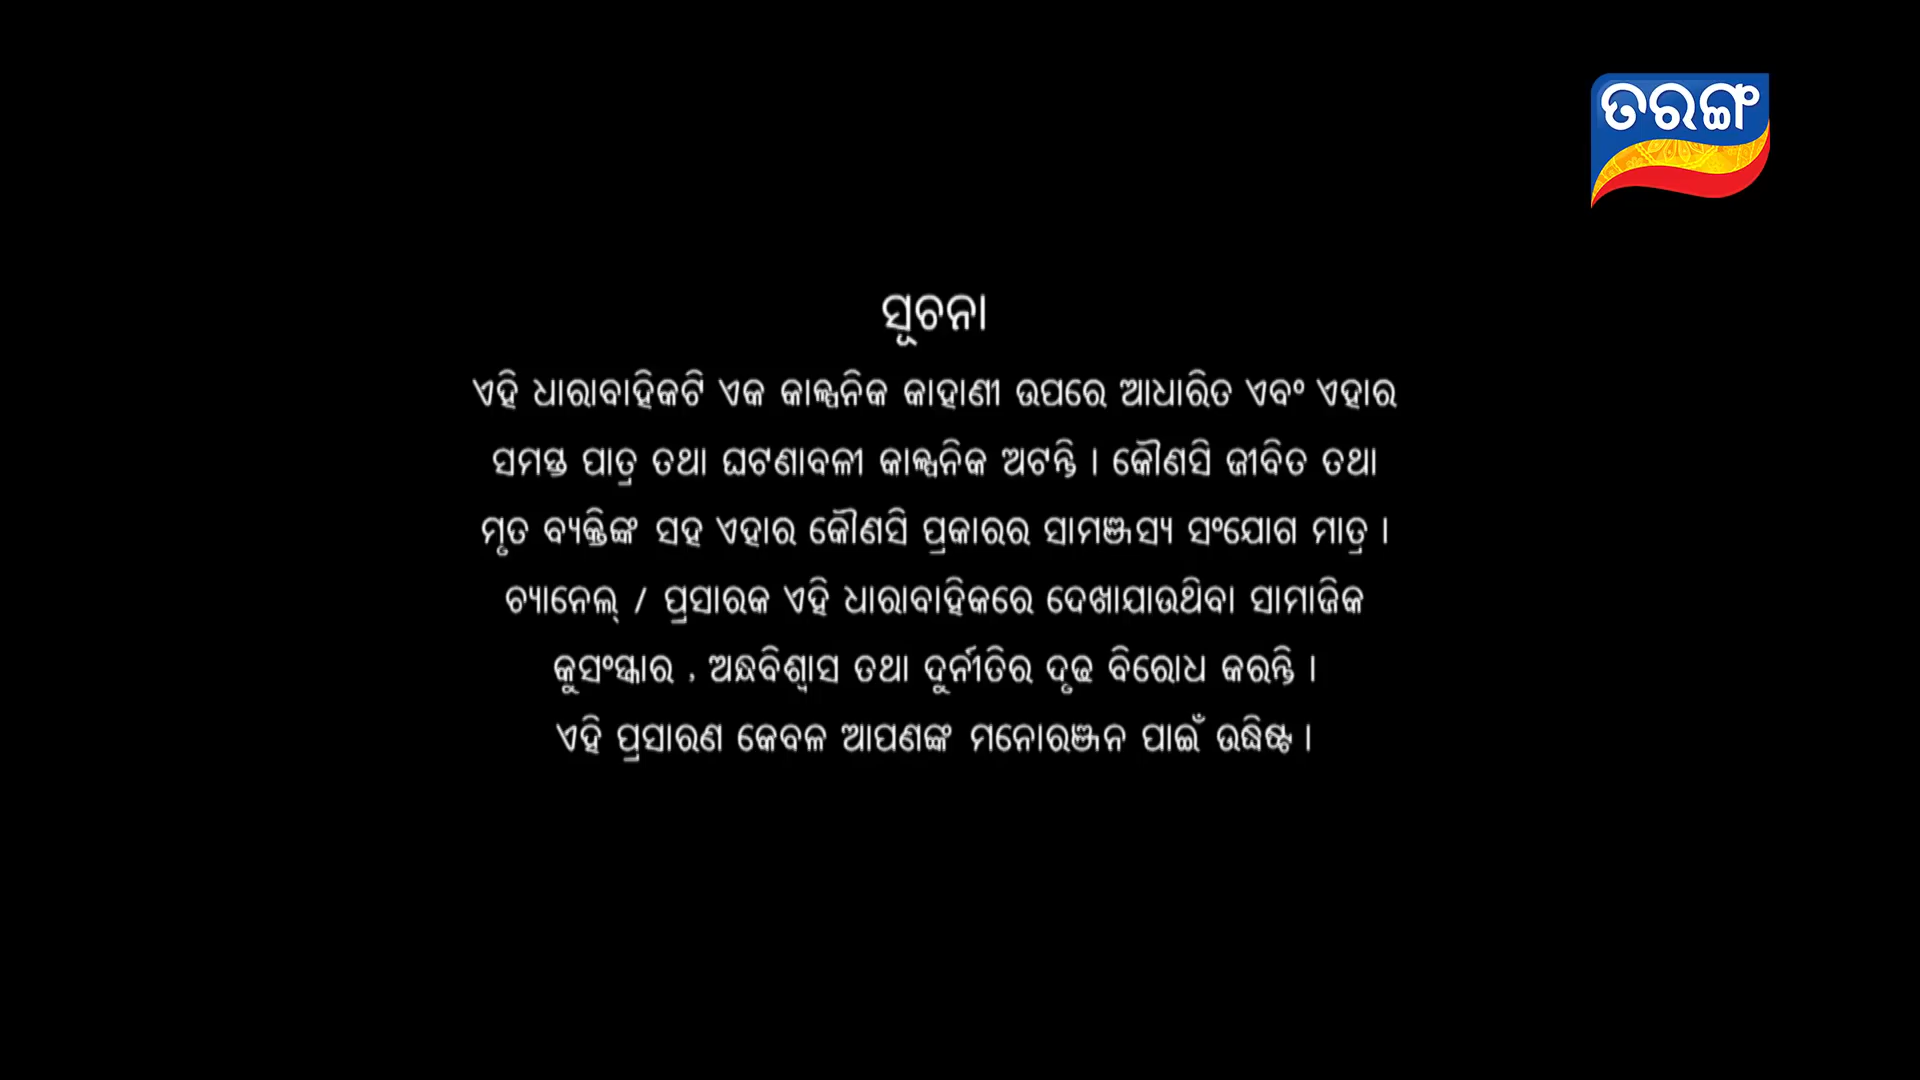 ତରଙ୍ଗ
ସୂଚନା
ଏହି ଧାରାବାହିକଟି ଏକ କାଳ୍ପନିକ କାହାଣୀ ଉପରେ ଆଧାରିତ ଏବଂ ଏହାର
ସମସ୍ତ ପାତ୍ର ତଥା ଘଟଣାବଳୀ କାଳ୍ପନିକ ଅଟନ୍ତି । କୌଣସି ଜୀବିତ ତଥା
ମୃତ ବ୍ୟକ୍ତିଙ୍କ ସହ ଏହାର କୌଣସି ପ୍ରକାରର ସାମଞ୍ଜସ୍ୟ ସଂଯୋଗ ମାତ୍ର ।
ଚ୍ୟାନେଲ୍ / ପ୍ରସାରକ ଏହି ଧାରାବାହିକରେ ଦେଖାଯାଉଥିବା ସାମାଜିକ
କୁସଂସ୍କାର , ଅନ୍ଧବିଶ୍ୱାସ ତଥା ଦୁର୍ନୀତିର ଦୃଢ ବିରୋଧ କରନ୍ତି ।
ଏହି ପ୍ରସାରଣ କେବଳ ଆପଣଙ୍କ ମନୋରଞ୍ଜନ ପାଇଁ ଉଦ୍ଧିଷ୍ଟ ।